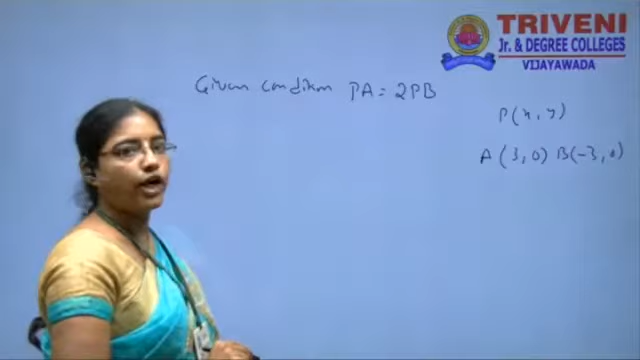 TRIVENI
Jr. & DEGREE COLLEGES
VIJAYAWADA
Given condition PA = 2PB
P(x, y)
A (3, 0) B(-3, 0)